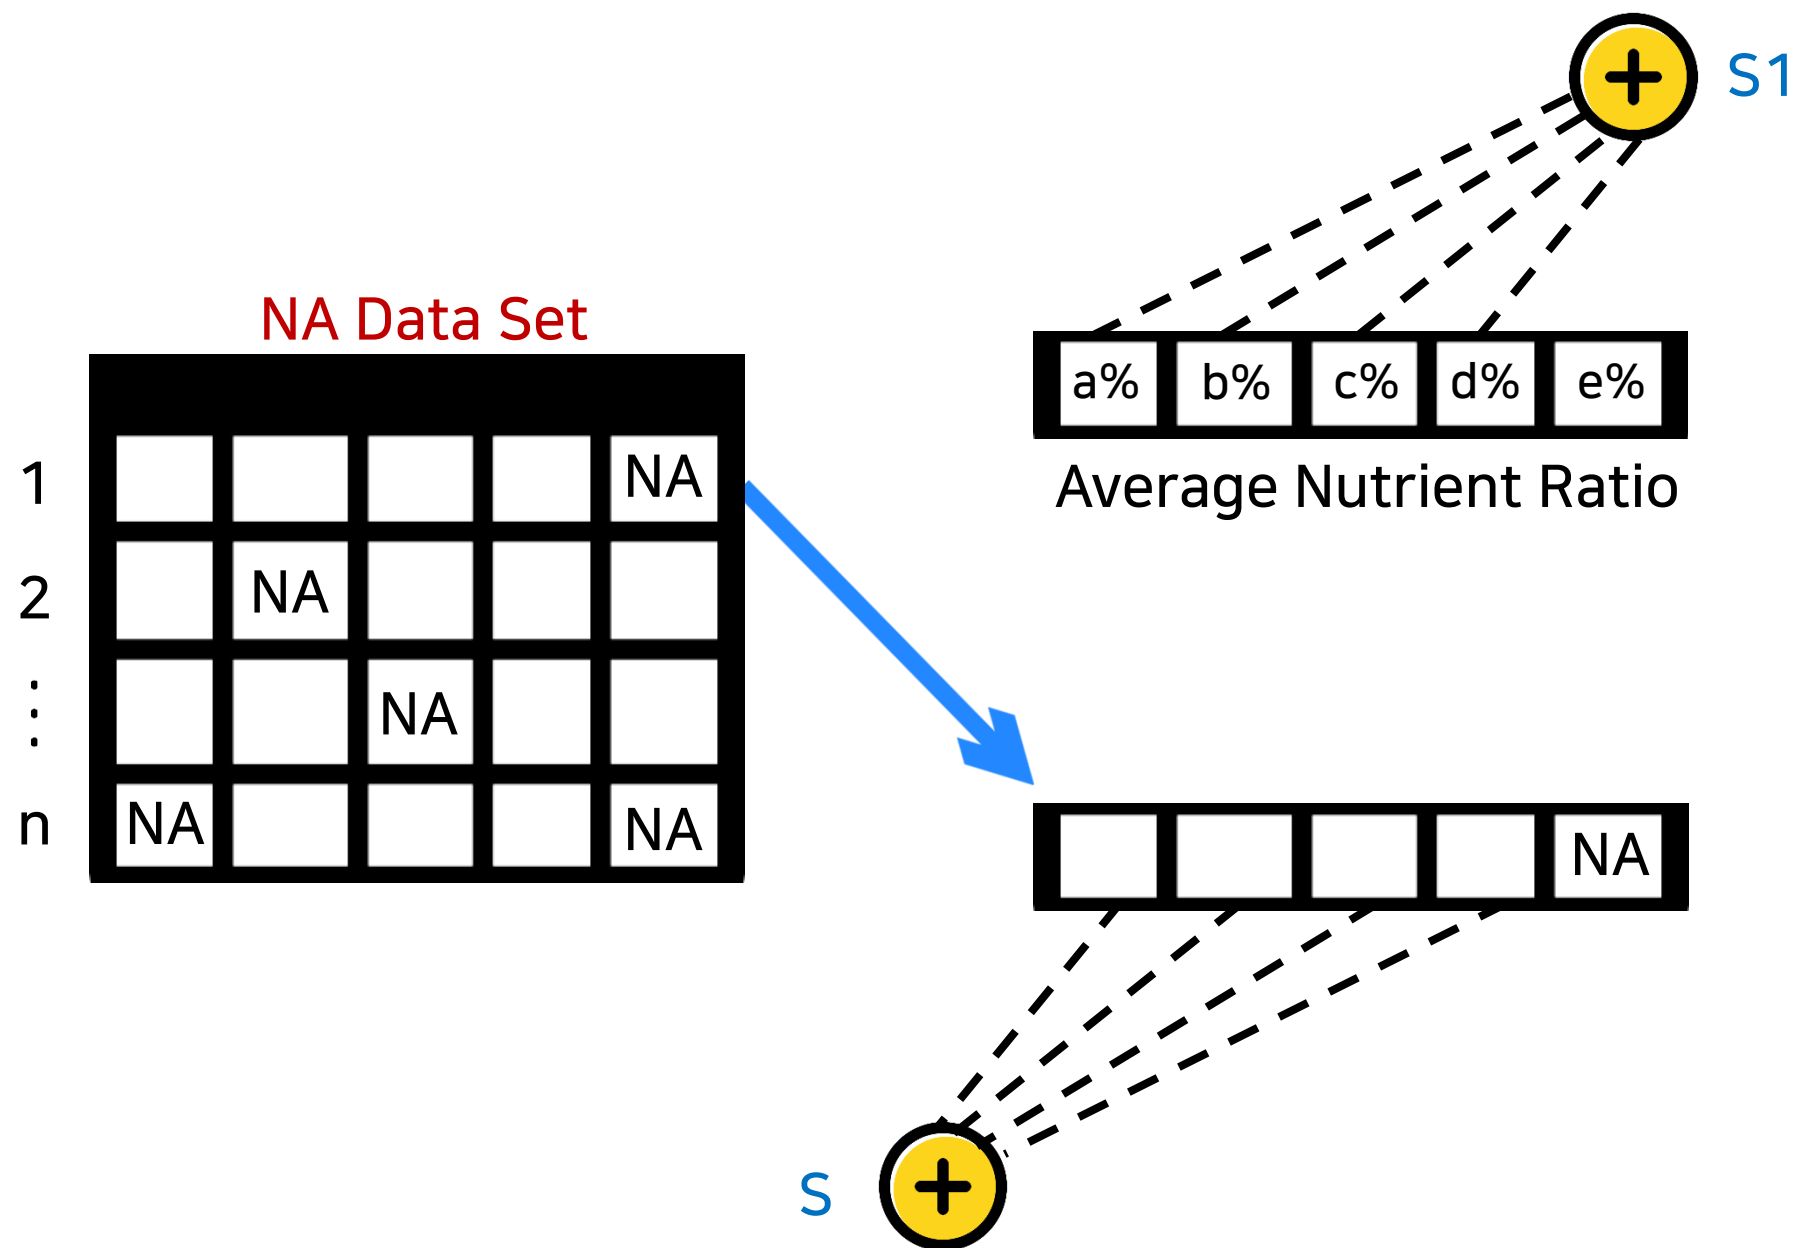 S1
NA Data Set
a% b% c% d% e%
Average Nutrient Ratio
1 NA
2 NA
⋮ NA
n NA NA
NA
S